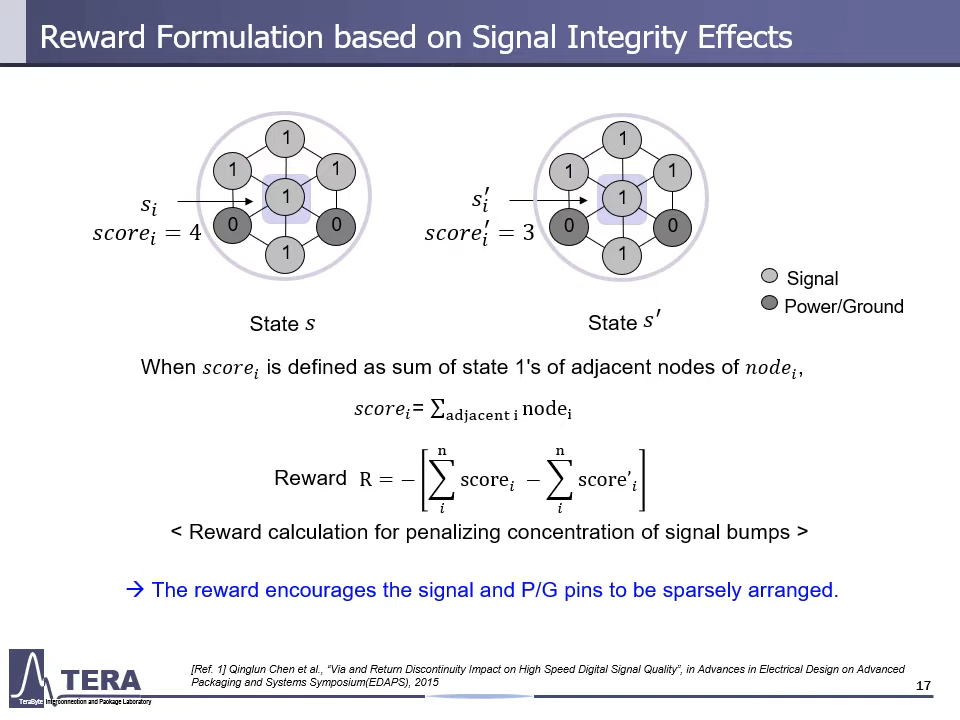 Reward Formulation based on Signal Integrity Effects
1
1
1
1
0
0
1
s_i
score_i = 4
State s
1
1
1
1
0
0
1
s'_i
score'_i = 3
State s'
Signal
Power/Ground
When score_i is defined as sum of state 1's of adjacent nodes of node_i,
score_i= ∑_adjacent i node_i
Reward R = −[∑_i^n score_i − ∑_i^n score’_i]
< Reward calculation for penalizing concentration of signal bumps >
→ The reward encourages the signal and P/G pins to be sparsely arranged.
TERA
TeraByte Interconnection and Package Laboratory
[Ref. 1] Qinglun Chen et al., “Via and Return Discontinuity Impact on High Speed Digital Signal Quality”, in Advances in Electrical Design on Advanced
Packaging and Systems Symposium(EDAPS), 2015
17